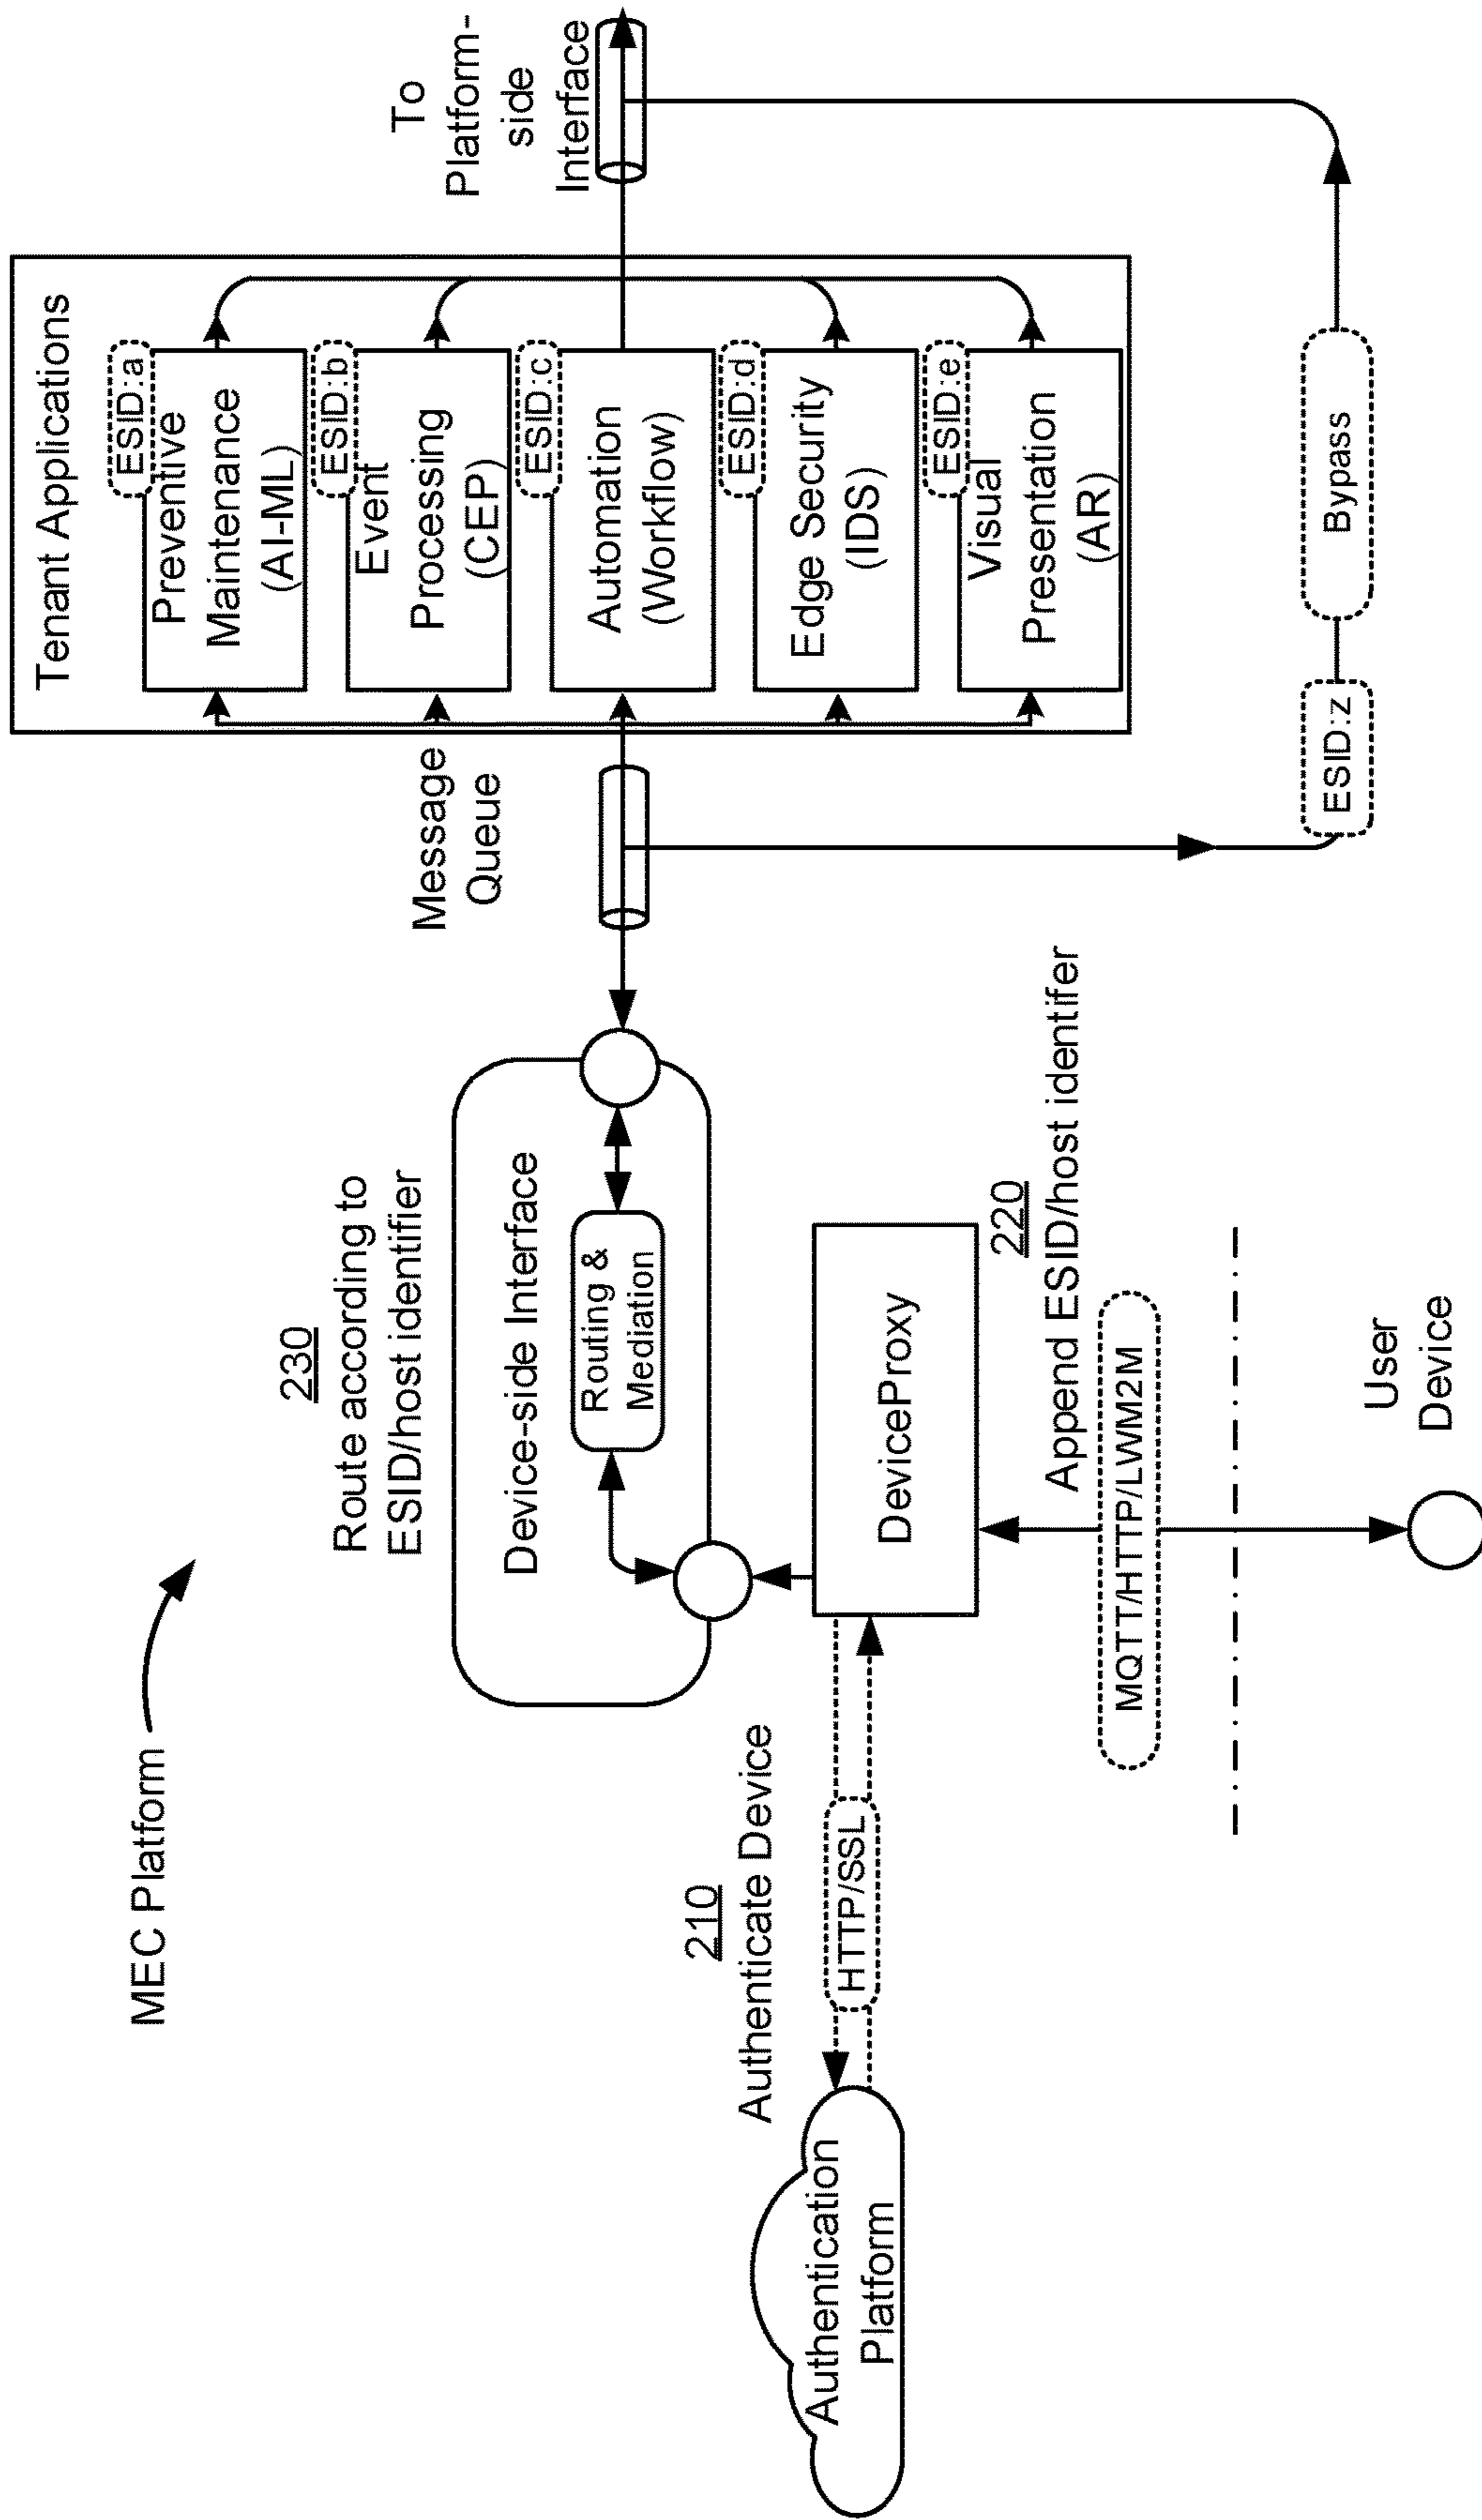 MEC Platform
230
Route according to
ESID/host identifier
Device-side Interface
Routing &
Mediation
210
Authenticate Device
HTTP/SSL
Authentication
Platform
DeviceProxy
220
Append ESID/host identifer
MQTT/HTTP/LWM2M
User
Device
Message
Queue
Tenant Applications
ESID:a
Preventive
Maintenance
(AI-ML)
ESID:b
Event
Processing
(CEP)
ESID:c
Automation
(Workflow)
ESID:d
Edge Security
(IDS)
ESID:e
Visual
Presentation
(AR)
ESID:z
Bypass
To
Platform-
side
Interface